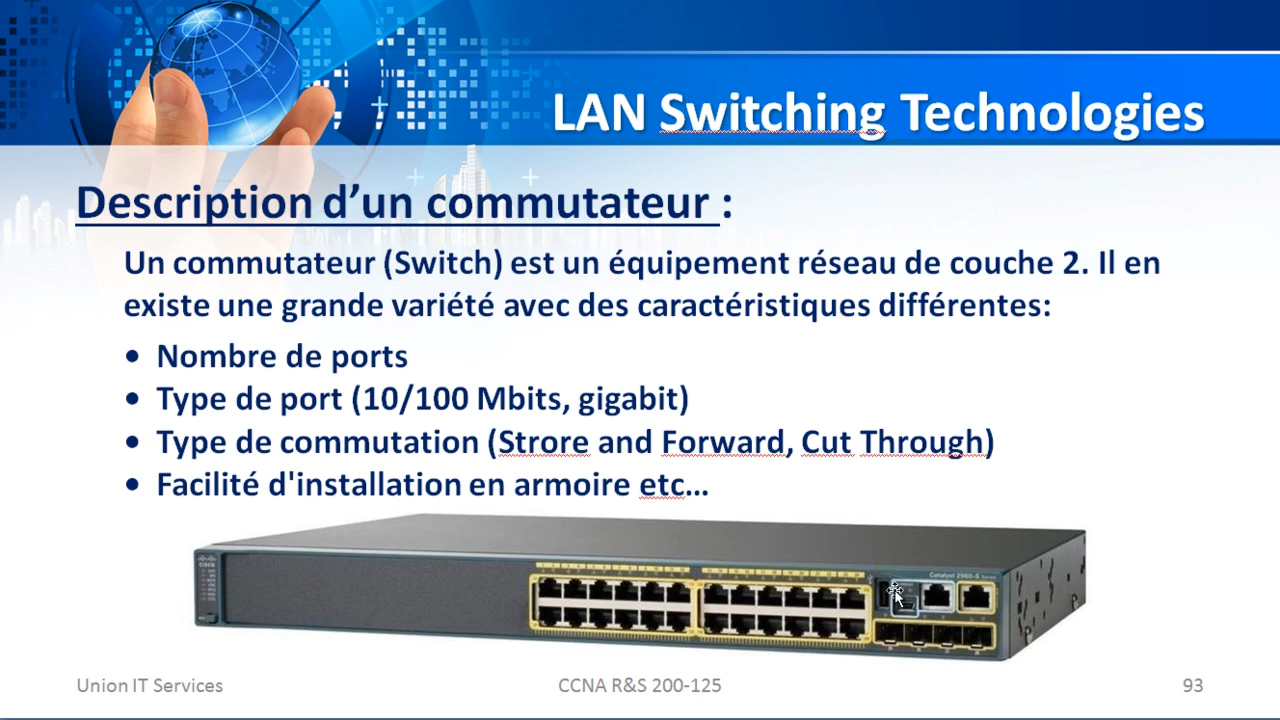 LAN Switching Technologies
Description d’un commutateur :
Un commutateur (Switch) est un équipement réseau de couche 2. Il en
existe une grande variété avec des caractéristiques différentes:
• Nombre de ports
• Type de port (10/100 Mbits, gigabit)
• Type de commutation (Strore and Forward, Cut Through)
• Facilité d'installation en armoire etc…
CISCO
Catalyst 2960-S Series
Union IT Services
CCNA R&S 200-125
93